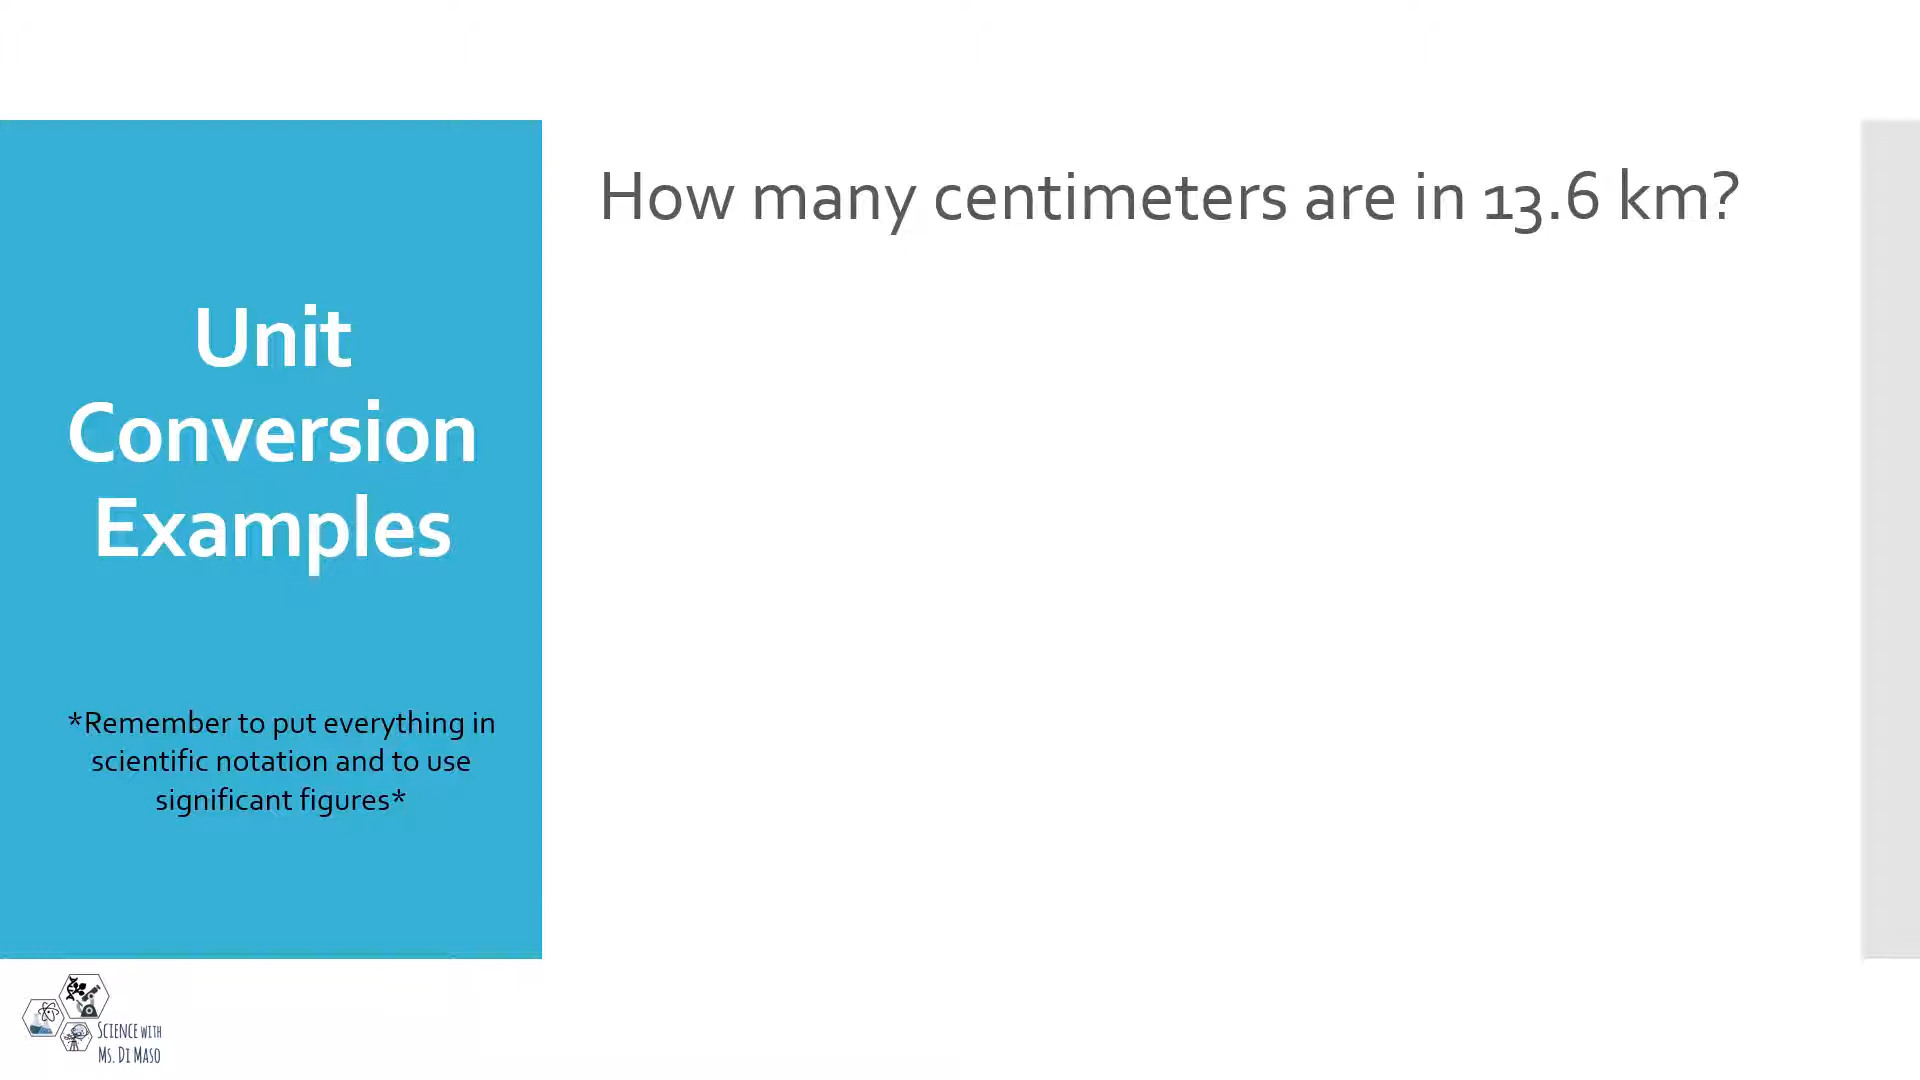 How many centimeters are in 13.6 km?
Unit
Conversion
Examples
*Remember to put everything in
scientific notation and to use
significant figures*
SCIENCE WITH
MS. DI MASO